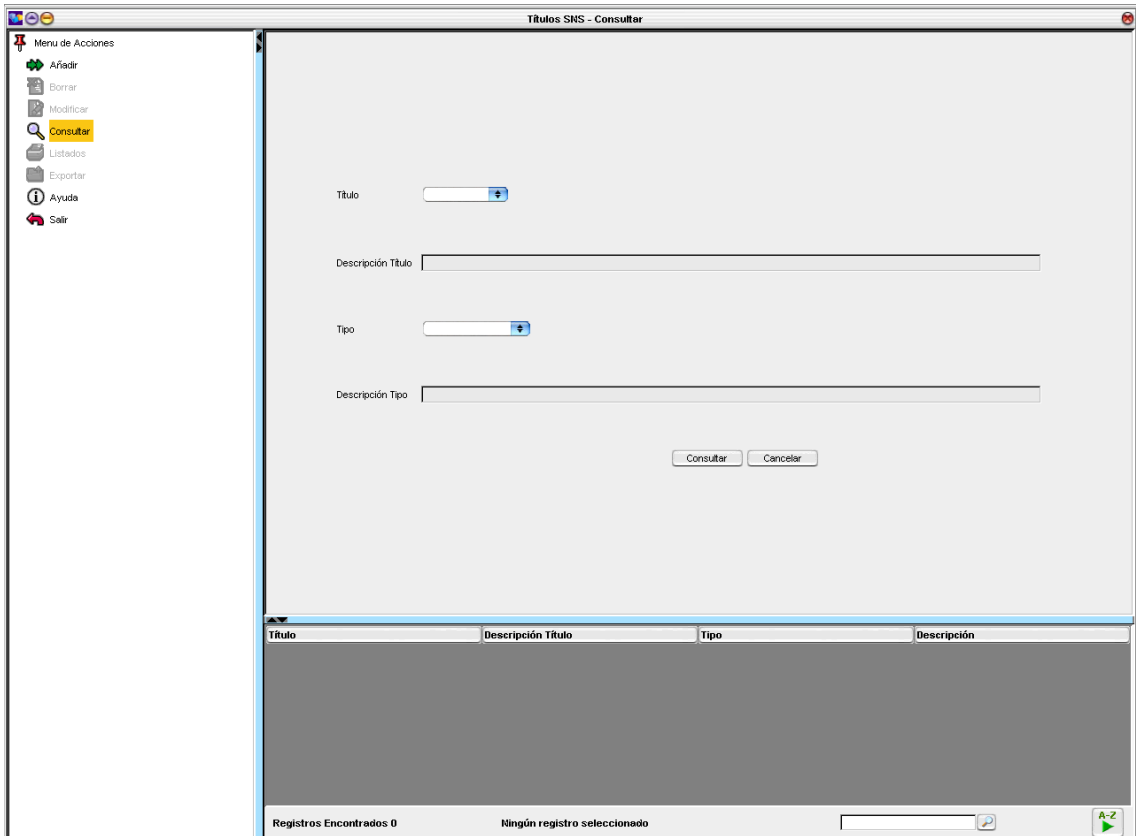 Títulos SNS - Consultar
Menu de Acciones
Añadir
Borrar
Modificar
Consultar
Listados
Exportar
Ayuda
Salir
Título
Descripción Título
Tipo
Descripción Tipo
Consultar Cancelar
Título Descripción Título Tipo Descripción
Registros Encontrados 0 Ningún registro seleccionado A-Z